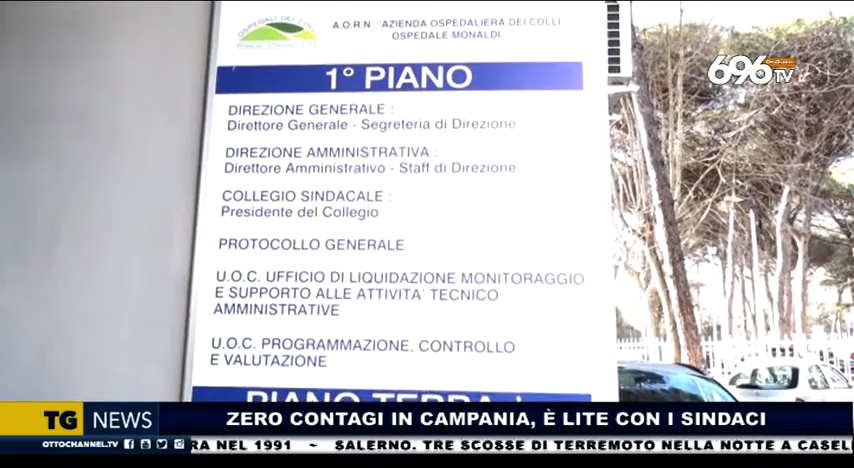 OSPEDALI DEI COLLI
A.O.R.N. "AZIENDA OSPEDALIERA DEI COLLI
OSPEDALE MONALDI
696 TV
1° PIANO
DIREZIONE GENERALE :
Direttore Generale - Segreteria di Direzione
DIREZIONE AMMINISTRATIVA :
Direttore Amministrativo - Staff di Direzione
COLLEGIO SINDACALE :
Presidente del Collegio
PROTOCOLLO GENERALE
U.O.C. UFFICIO DI LIQUIDAZIONE MONITORAGGIO
E SUPPORTO ALLE ATTIVITA' TECNICO
AMMINISTRATIVE
U.O.C. PROGRAMMAZIONE, CONTROLLO
E VALUTAZIONE
PIANO TERRA
TG NEWS ZERO CONTAGI IN CAMPANIA, È LITE CON I SINDACI
OTTOCHANNEL.TV RA NEL 1991 ~ SALERNO. TRE SCOSSE DI TERREMOTO NELLA NOTTE A CASEL